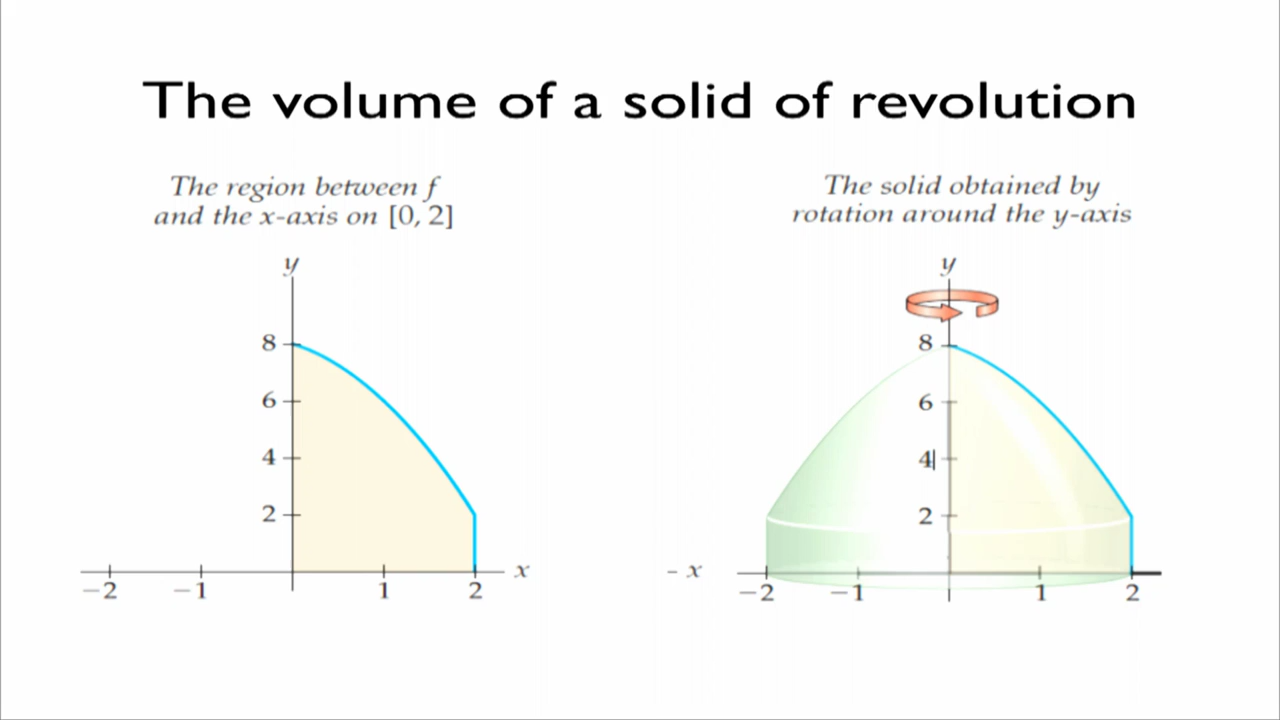 The volume of a solid of revolution
The region between f
and the x-axis on [0, 2]
y
8
6
4
2
−2 −1 1 2 x
The solid obtained by
rotation around the y-axis
y
8
6
4
2
- x −2 −1 1 2